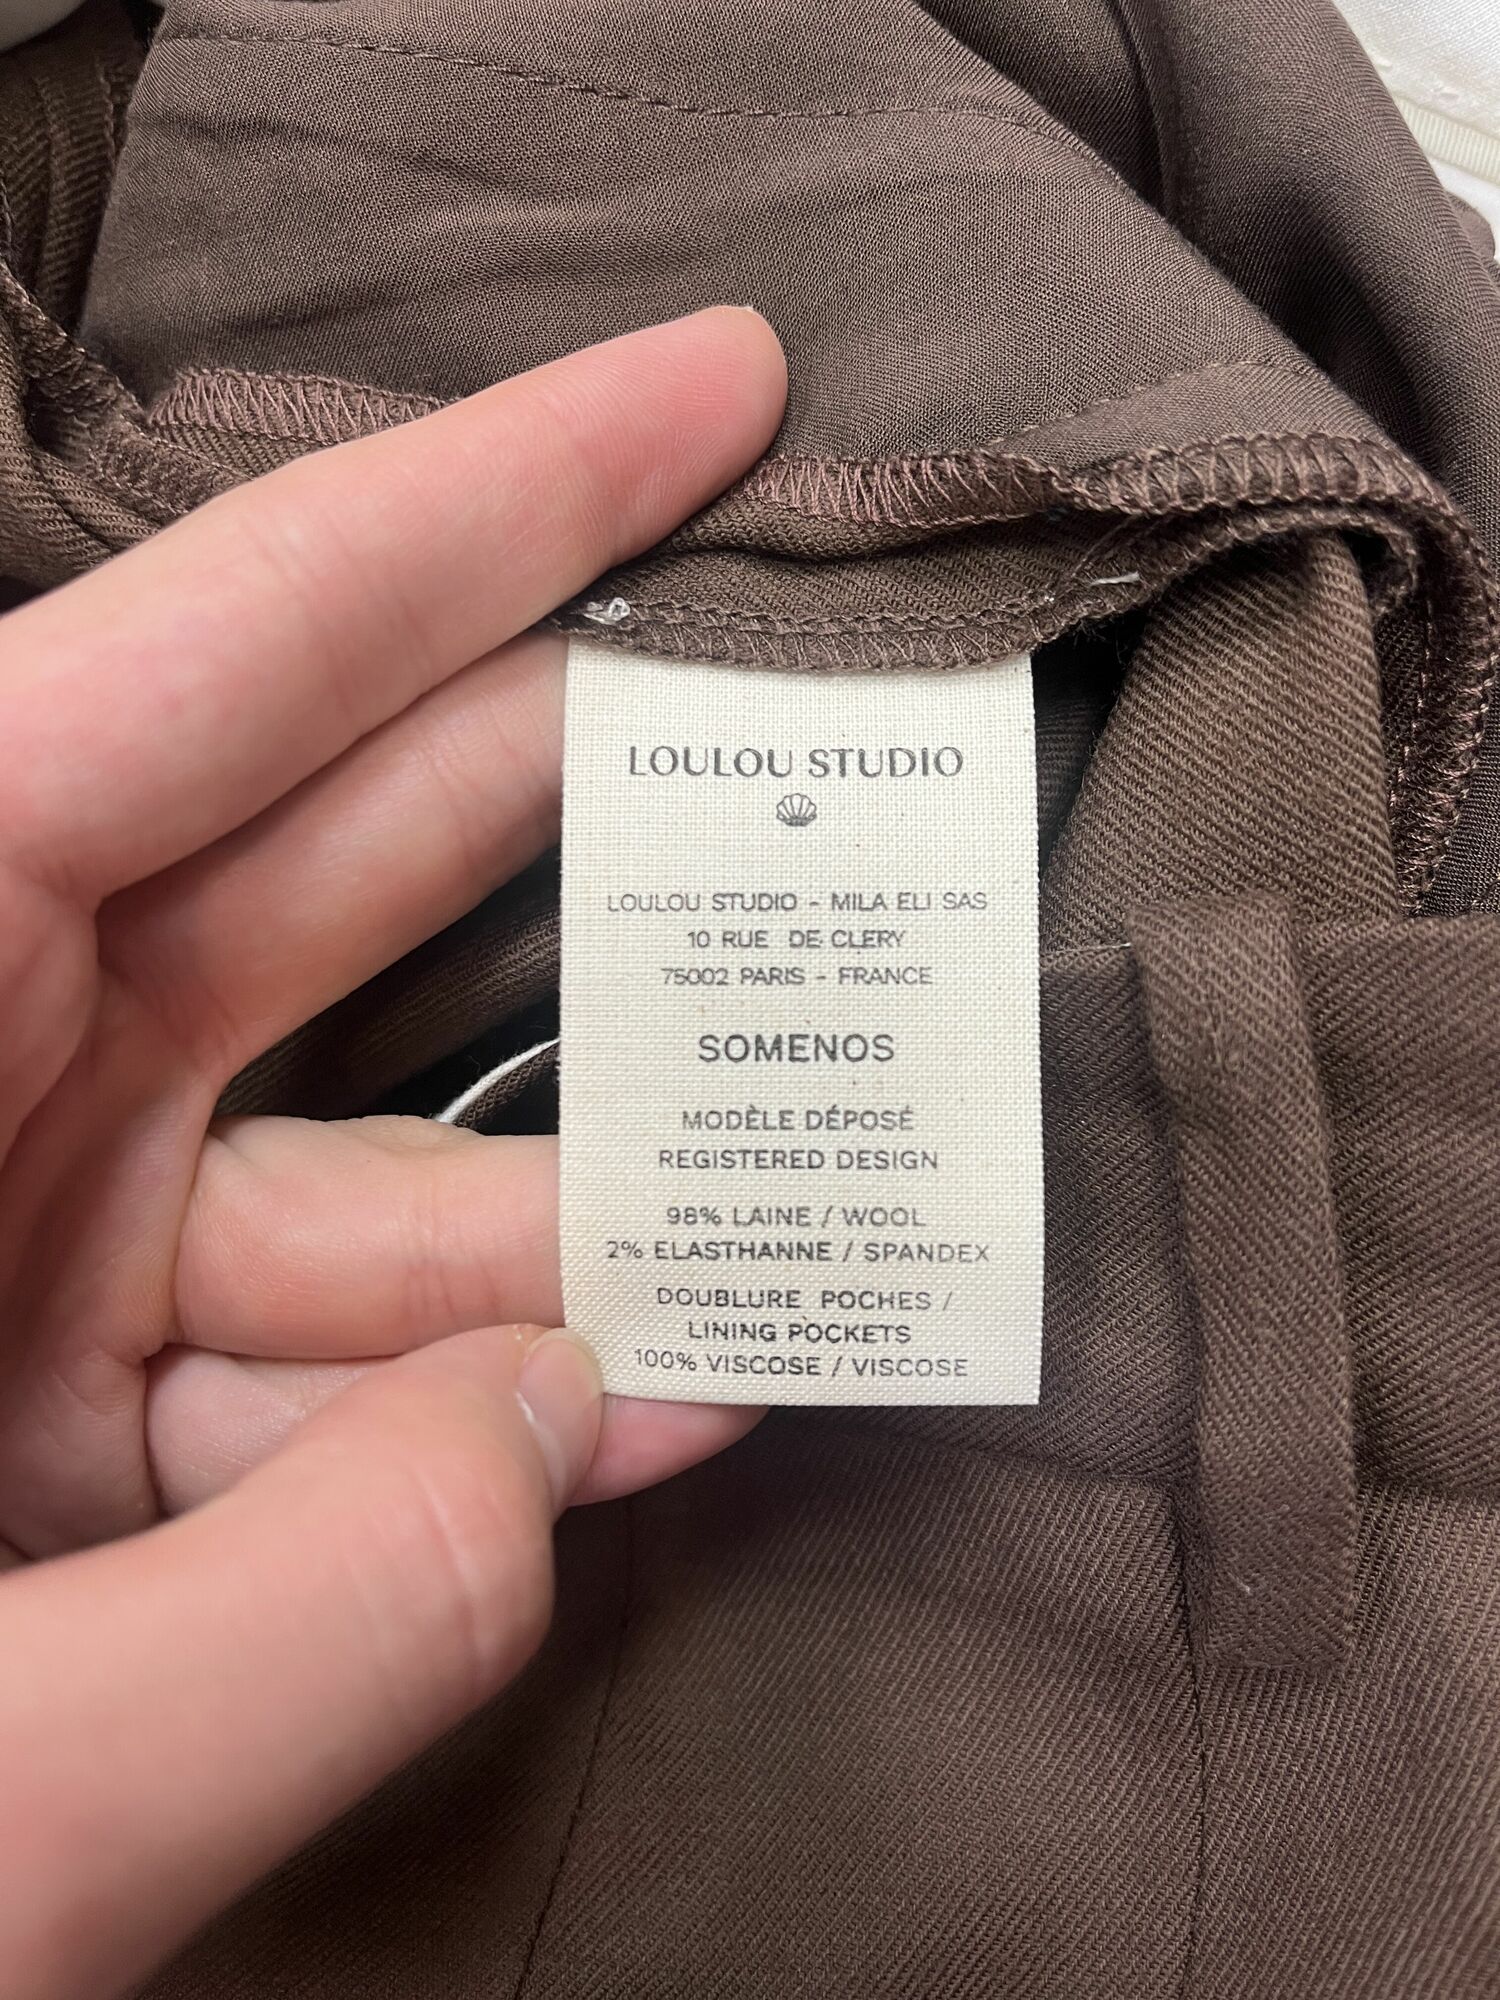 LOULOU STUDIO
LOULOU STUDIO - MILA ELI SAS
10 RUE DE CLERY
75002 PARIS - FRANCE
SOMENOS
MODÈLE DÉPOSÉ
REGISTERED DESIGN
98% LAINE / WOOL
2% ELASTHANNE / SPANDEX
DOUBLURE POCHES /
LINING POCKETS
100% VISCOSE / VISCOSE